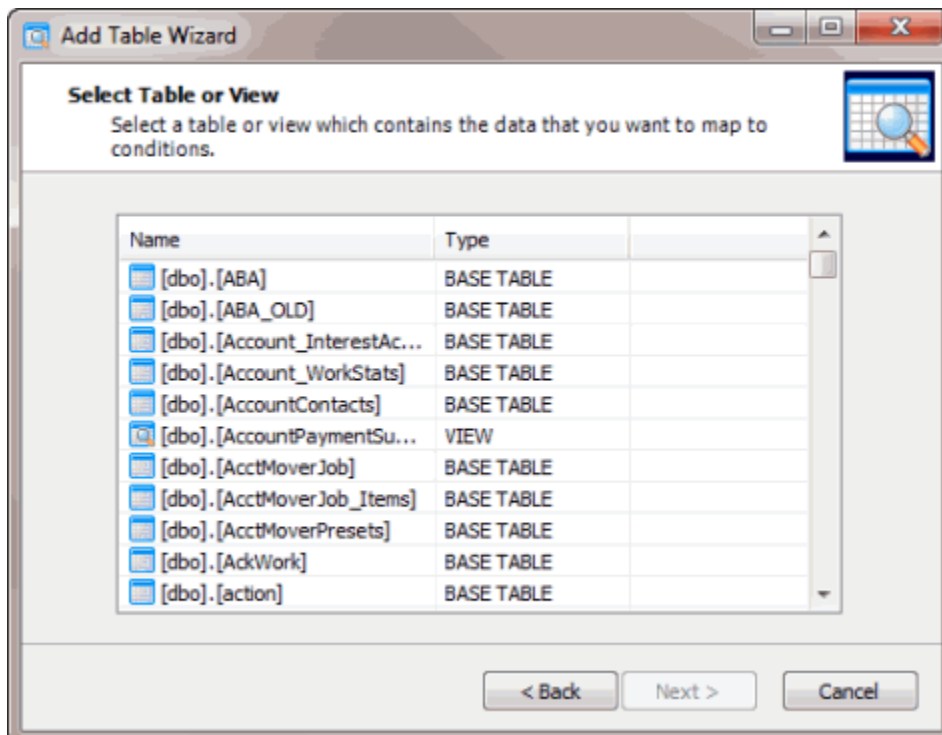 Add Table Wizard
Select Table or View
Select a table or view which contains the data that you want to map to
conditions.
Name Type
[dbo].[ABA] BASE TABLE
[dbo].[ABA_OLD] BASE TABLE
[dbo].[Account_InterestAc... BASE TABLE
[dbo].[Account_WorkStats] BASE TABLE
[dbo].[AccountContacts] BASE TABLE
[dbo].[AccountPaymentSu... VIEW
[dbo].[AcctMoverJob] BASE TABLE
[dbo].[AcctMoverJob_Items] BASE TABLE
[dbo].[AcctMoverPresets] BASE TABLE
[dbo].[AckWork] BASE TABLE
[dbo].[action] BASE TABLE
< Back Next > Cancel